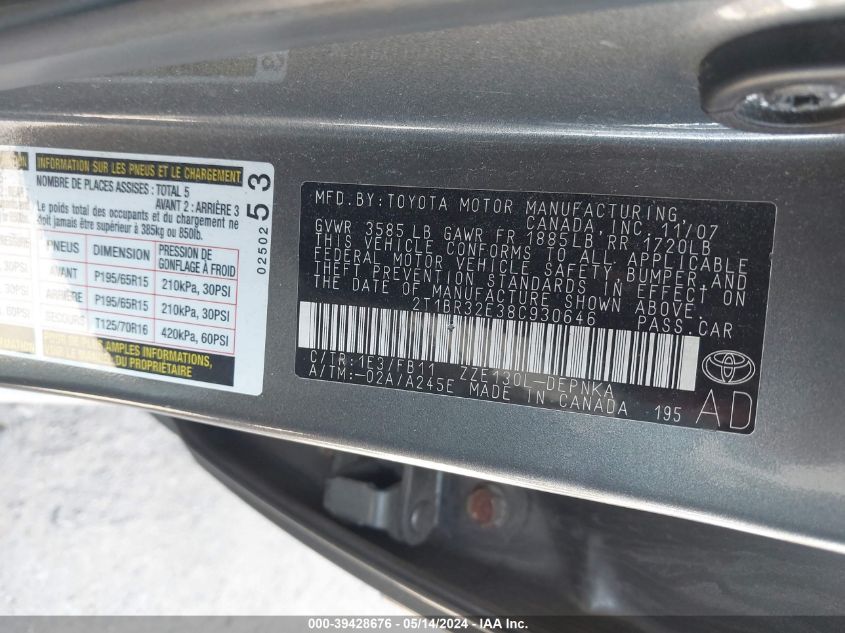 INFORMATION SUR LES PNEUS ET LE CHARGEMENT
NOMBRE DE PLACES ASSISES : TOTAL 5
AVANT 2 : ARRIÈRE 3
Le poids total des occupants et du chargement ne
doit jamais être supérieur à 385kg ou 850lb.
PNEUS DIMENSION PRESSION DE GONFLAGE À FROID
AVANT P195/65R15 210kPa, 30PSI
ARRIÈRE P195/65R15 210kPa, 30PSI
SECOURS T125/70R16 420kPa, 60PSI
POUR DE PLUS AMPLES INFORMATIONS,
DU PROPRIÉTAIRE
02502 53
30PSI
30PSI
60PSI
MFD.BY:TOYOTA MOTOR MANUFACTURING,
CANADA, INC. 11/07
GVWR 3585LB GAWR FR 1885LB RR 1720LB
THIS VEHICLE CONFORMS TO ALL APPLICABLE
FEDERAL MOTOR VEHICLE SAFETY, BUMPER, AND
THEFT PREVENTION STANDARDS IN EFFECT ON
THE DATE OF MANUFACTURE SHOWN ABOVE.
2T1BR32E38C930646 PASS.CAR
C/TR:1E3/FB11 ZZE130L-DEPNKA
A/TM:-02A/A245E MADE IN CANADA 195
AD
000-39428676 - 05/14/2024 - IAA Inc.